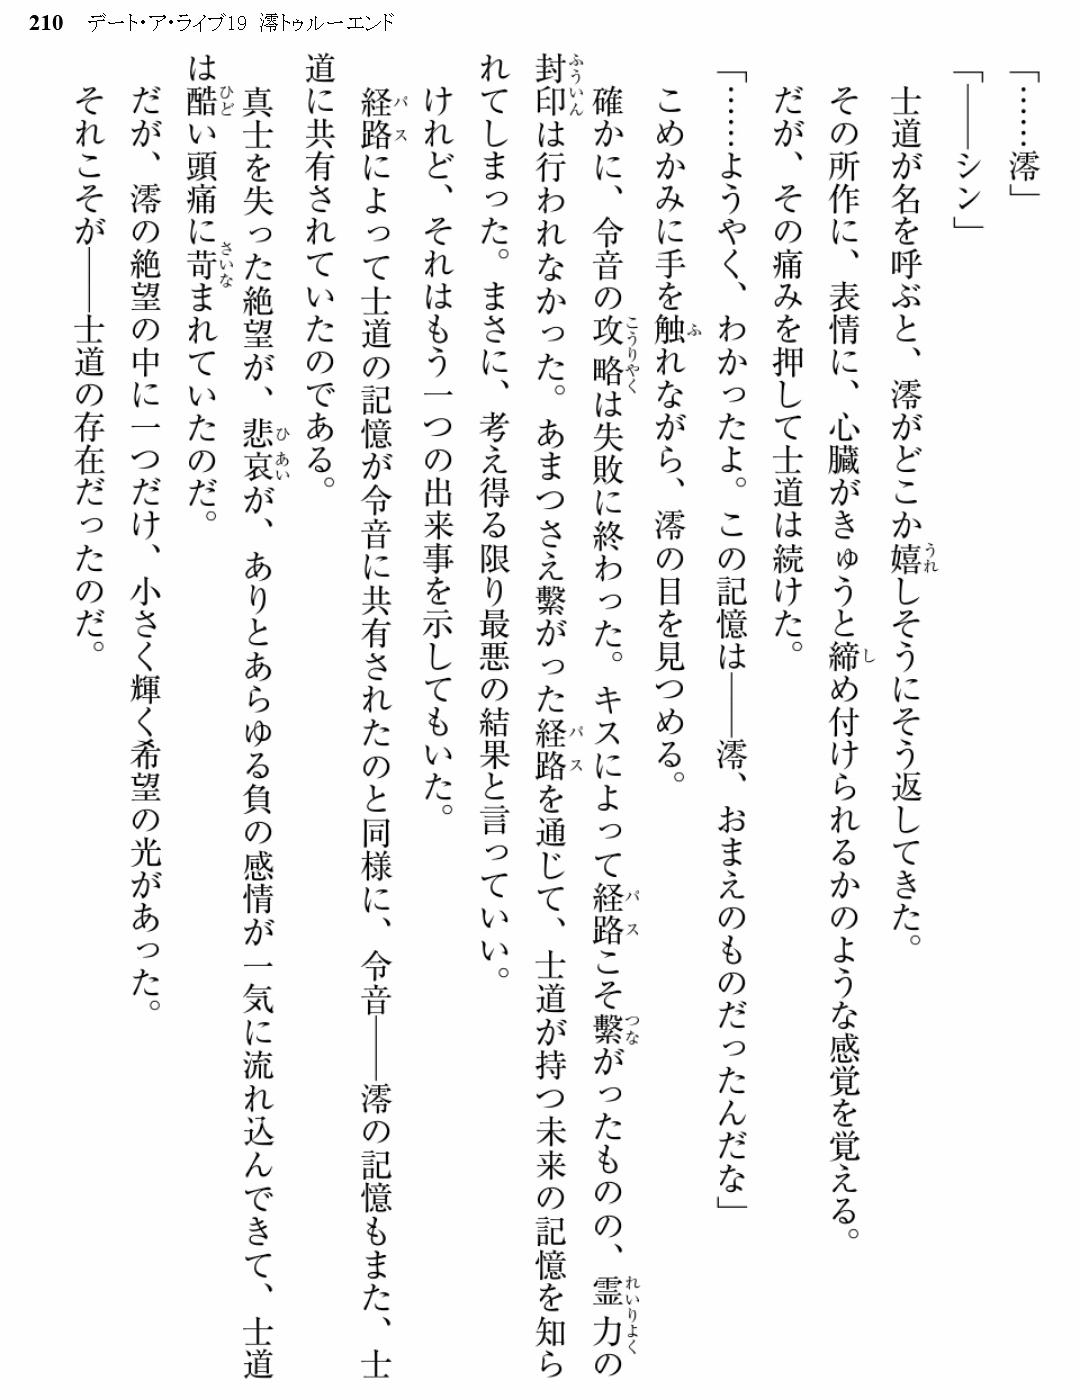 210 デート・ア・ライブ19 澪トゥルーエンド
「……澪」
「――シン」
士道が名を呼ぶと、澪がどこか嬉しそうにそう返してきた。
その所作に、表情に、心臓がきゅうと締め付けられるかのような感覚を覚える。
だが、その痛みを押して士道は続けた。
「……ようやく、わかったよ。この記憶は――澪、おまえのものだったんだな」
こめかみに手を触れながら、澪の目を見つめる。
確かに、令音の攻略は失敗に終わった。キスによって経路こそ繋がったものの、霊力の
封印は行われなかった。あまつさえ繋がった経路を通じて、士道が持つ未来の記憶を知ら
れてしまった。まさに、考え得る限り最悪の結果と言っていい。
けれど、それはもう一つの出来事を示してもいた。
経路によって士道の記憶が令音に共有されたのと同様に、令音――澪の記憶もまた、士
道に共有されていたのである。
真士を失った絶望が、悲哀が、ありとあらゆる負の感情が一気に流れ込んできて、士道
は酷い頭痛に苛まれていたのだ。
だが、澪の絶望の中に一つだけ、小さく輝く希望の光があった。
それこそが――士道の存在だったのだ。